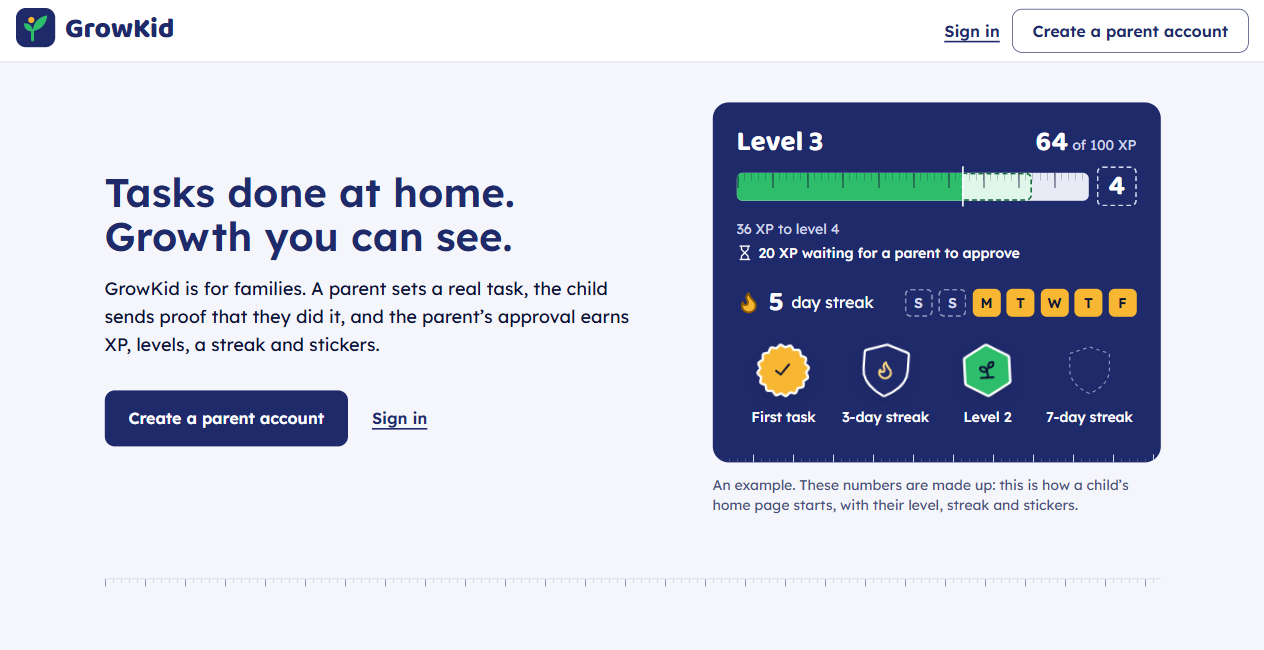 GrowKid
Sign in
Create a parent account
Tasks done at home.
Growth you can see.
GrowKid is for families. A parent sets a real task, the child
sends proof that they did it, and the parent’s approval earns
XP, levels, a streak and stickers.
Create a parent account
Sign in
Level 3
64 of 100 XP
4
36 XP to level 4
20 XP waiting for a parent to approve
5 day streak
S S M T W T F
First task
3-day streak
Level 2
7-day streak
An example. These numbers are made up: this is how a child’s
home page starts, with their level, streak and stickers.